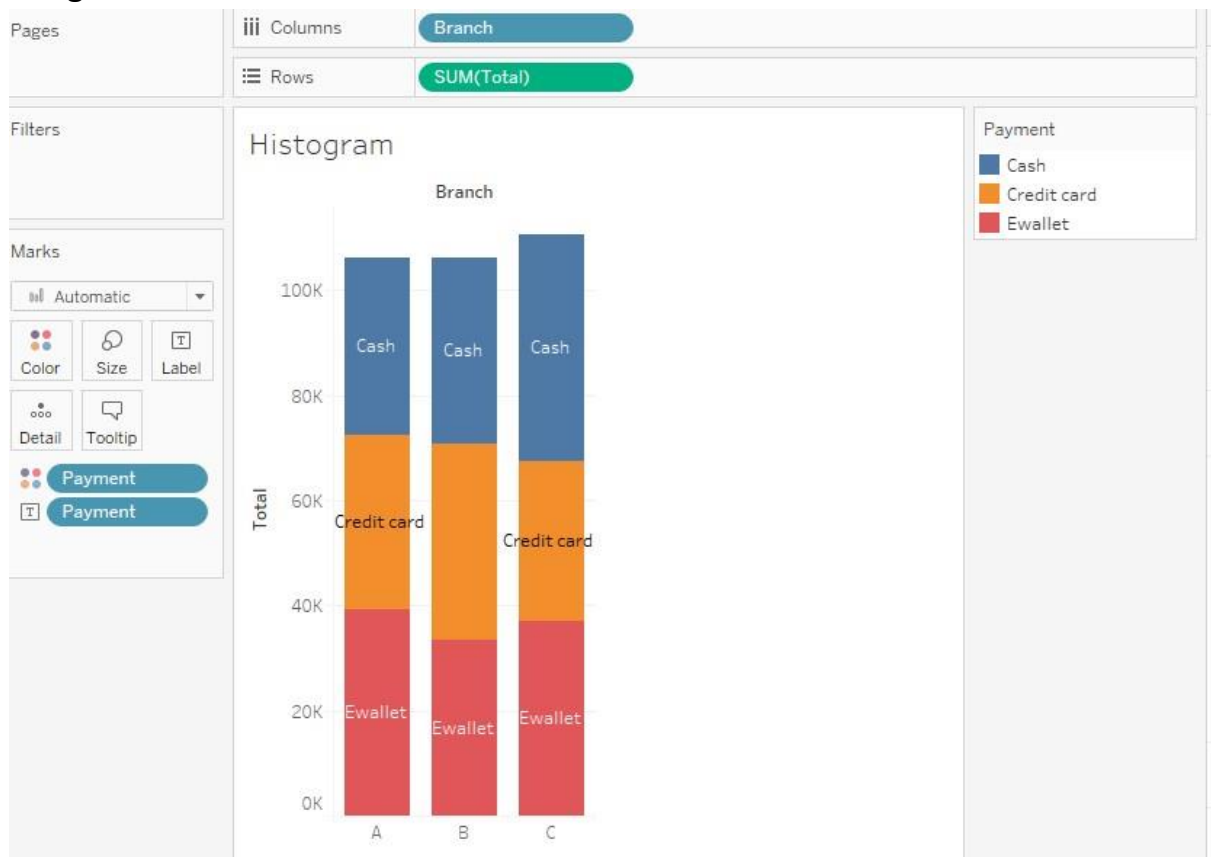 Pages
Columns
Branch
Rows
SUM(Total)
Filters
Histogram
Payment
Cash
Credit card
Ewallet
Branch
Marks
Automatic
Color
Size
T
Label
Detail
Tooltip
Payment
T
Payment
Total
100K
80K
60K
40K
20K
0K
Cash
Cash
Cash
Credit card
Credit card
Ewallet
Ewallet
Ewallet
A
B
C